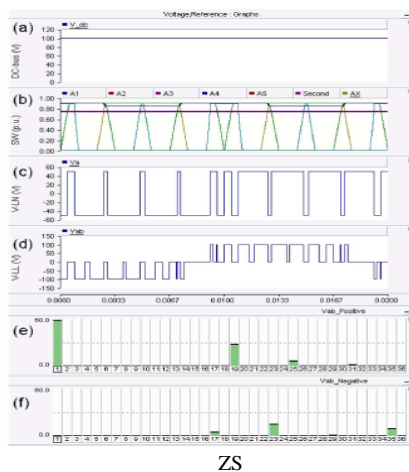 Voltage,Reference : Graphs
(a)
V_dc
DC-bus (V)
120
100
80
60
40
20
0
(b)
A1 A2 A3 A4 A5 Second AX
SW (p.u.)
1.00
0.80
0.60
0.40
0.20
0.00
(c)
Va
V-LN (V)
60
40
20
0
-20
-40
-60
(d)
Vab
V-LL (V)
150
100
50
0
-50
-100
-150
0.0000 0.0033 0.0067 0.0100 0.0133 0.0167 0.0200
Vab_Positive
(e)
0.0
1 2 3 4 5 6 7 8 9 10 11 12 13 14 15 16 17 18 19 20 21 22 23 24 25 26 27 28 29 30 31 32 33 34 35 36
Vab_Negative
(f)
60.0
0.0
1 2 3 4 5 6 7 8 9 10 11 12 13 14 15 16 17 18 19 20 21 22 23 24 25 26 27 28 29 30 31 32 33 34 35 36
ZS